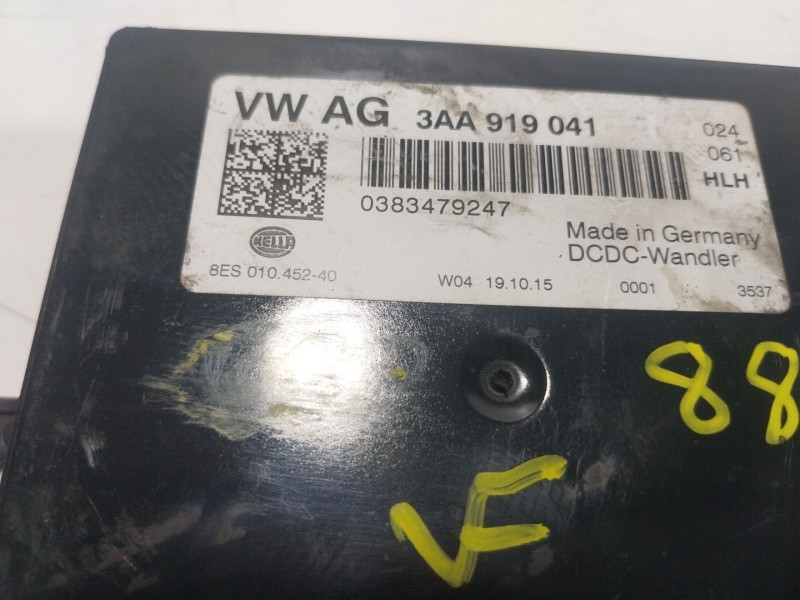 VW AG 3AA 919 041 024
061
HLH
0383479247
Made in Germany
DCDC-Wandler
HELLA
8ES 010.452-40 W04 19.10.15 0001 3537
88
VF